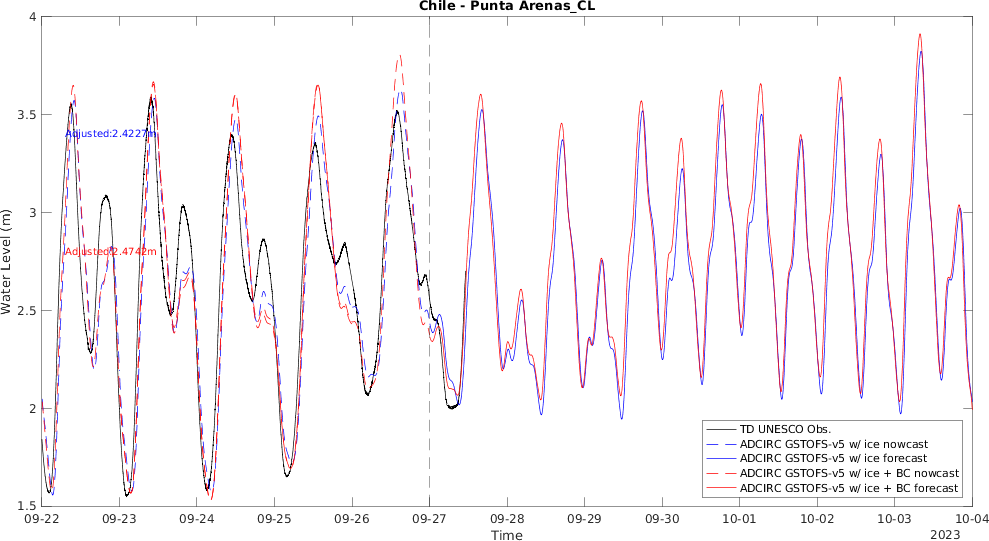 Chile - Punta Arenas_CL
4
3.5
3
2.5
2
1.5
Water Level (m)
Adjusted:2.4227m
Adjusted:2.4742m
TD UNESCO Obs.
ADCIRC GSTOFS-v5 w/ ice nowcast
ADCIRC GSTOFS-v5 w/ ice forecast
ADCIRC GSTOFS-v5 w/ ice + BC nowcast
ADCIRC GSTOFS-v5 w/ ice + BC forecast
09-22 09-23 09-24 09-25 09-26 09-27 09-28 09-29 09-30 10-01 10-02 10-03 10-04
Time
2023